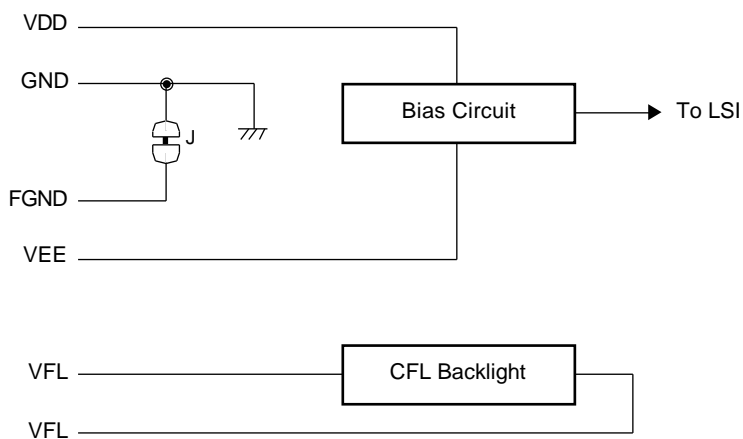 VDD
GND
Bias Circuit
To LSI
J
FGND
VEE
VFL
CFL Backlight
VFL